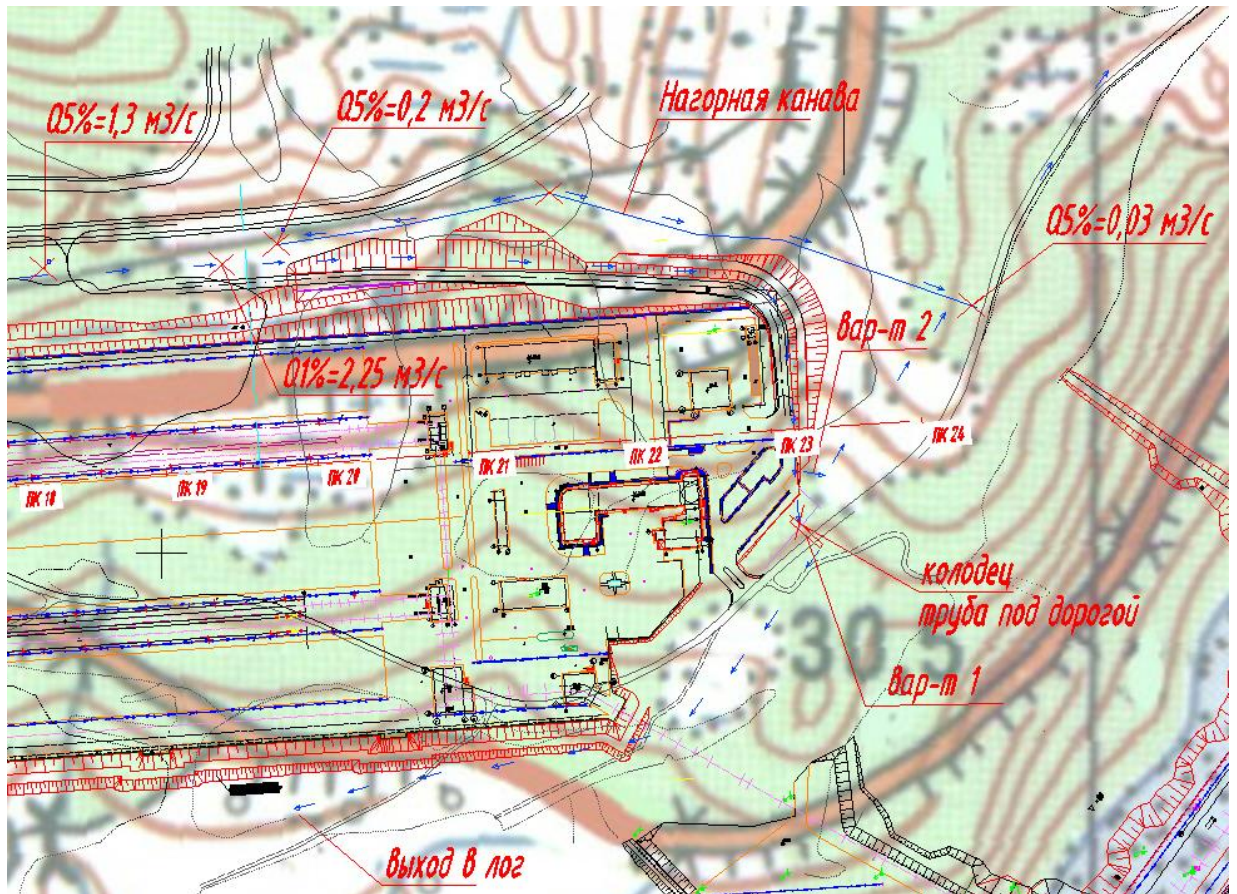 Q5%=1,3 м3/с
Q5%=0,2 м3/с
Нагорная канава
Q5%=0,03 м3/с
вар-т 2
Q1%=2,25 м3/с
ПК 18
ПК 19
ПК 20
ПК 21
ПК 22
ПК 23
ПК 24
колодец
труба под дорогой
вар-т 1
30
5
выход в лог